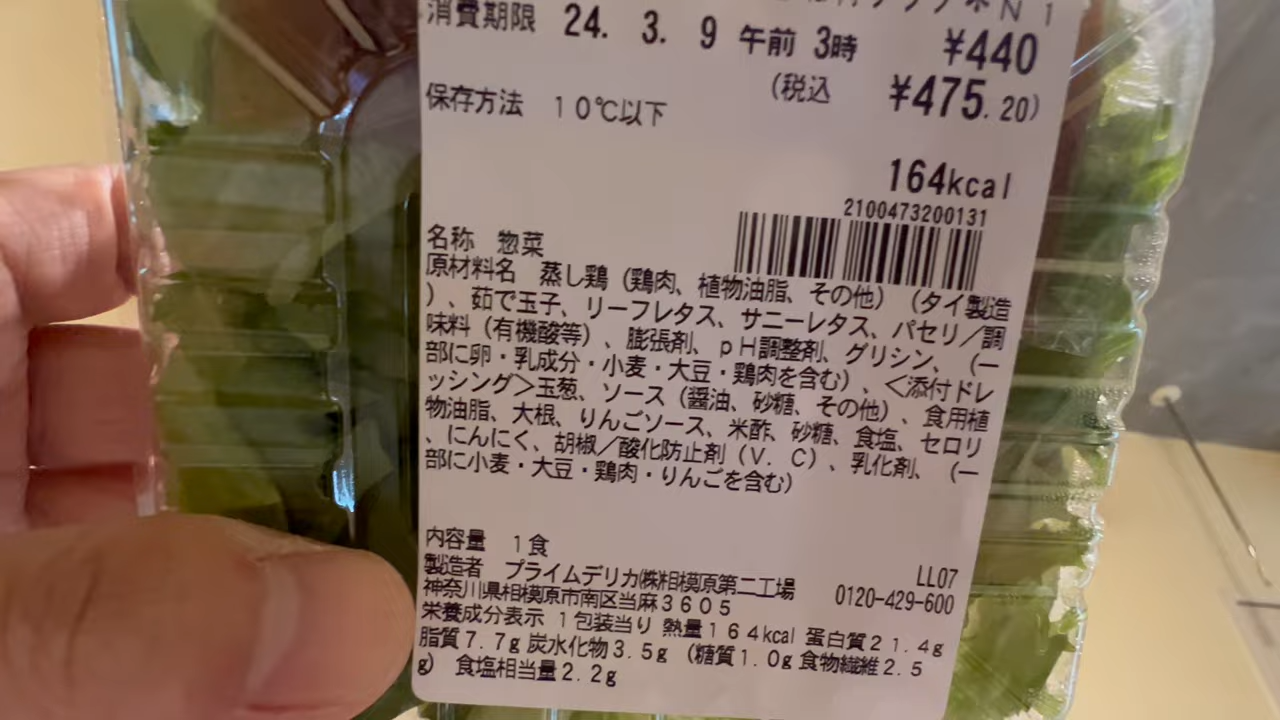 消費期限 24. 3. 9 午前 3時 ¥440
(税込 ¥475.20)
保存方法 10℃以下
164kcal
2100473200131
名称 惣菜
原材料名 蒸し鶏(鶏肉、植物油脂、その他)(タイ製造
)、茹で玉子、リーフレタス、サニーレタス、パセリ/調
味料(有機酸等)、膨張剤、pH調整剤、グリシン、(一
部に卵・乳成分・小麦・大豆・鶏肉を含む)、<添付ドレ
ッシング>玉葱、ソース(醤油、砂糖、その他)、食用植
物油脂、大根、りんごソース、米酢、砂糖、食塩、セロリ
、にんにく、胡椒/酸化防止剤(V.C)、乳化剤、(一
部に小麦・大豆・鶏肉・りんごを含む)
内容量 1食
製造者 プライムデリカ㈱相模原第二工場 LL07
神奈川県相模原市南区当麻3605 0120-429-600
栄養成分表示 1包装当り 熱量164kcal 蛋白質21.4g
脂質7.7g 炭水化物3.5g (糖質1.0g 食物繊維2.5
g) 食塩相当量2.2g